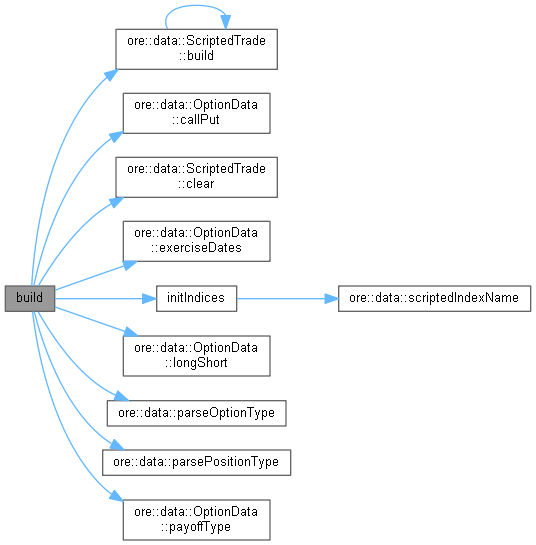 ore::data::ScriptedTrade
::build
ore::data::OptionData
::callPut
ore::data::ScriptedTrade
::clear
ore::data::OptionData
::exerciseDates
build
initIndices
ore::data::scriptedIndexName
ore::data::OptionData
::longShort
ore::data::parseOptionType
ore::data::parsePositionType
ore::data::OptionData
::payoffType